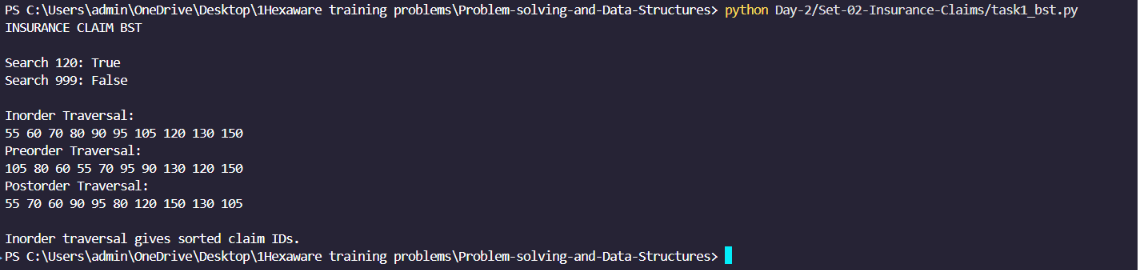 PS C:\Users\admin\OneDrive\Desktop\1Hexaware training problems\Problem-solving-and-Data-Structures> python Day-2/Set-02-Insurance-Claims/task1_bst.py
INSURANCE CLAIM BST
Search 120: True
Search 999: False
Inorder Traversal:
55 60 70 80 90 95 105 120 130 150
Preorder Traversal:
105 80 60 55 70 95 90 130 120 150
Postorder Traversal:
55 70 60 90 95 80 120 150 130 105
Inorder traversal gives sorted claim IDs.
PS C:\Users\admin\OneDrive\Desktop\1Hexaware training problems\Problem-solving-and-Data-Structures>